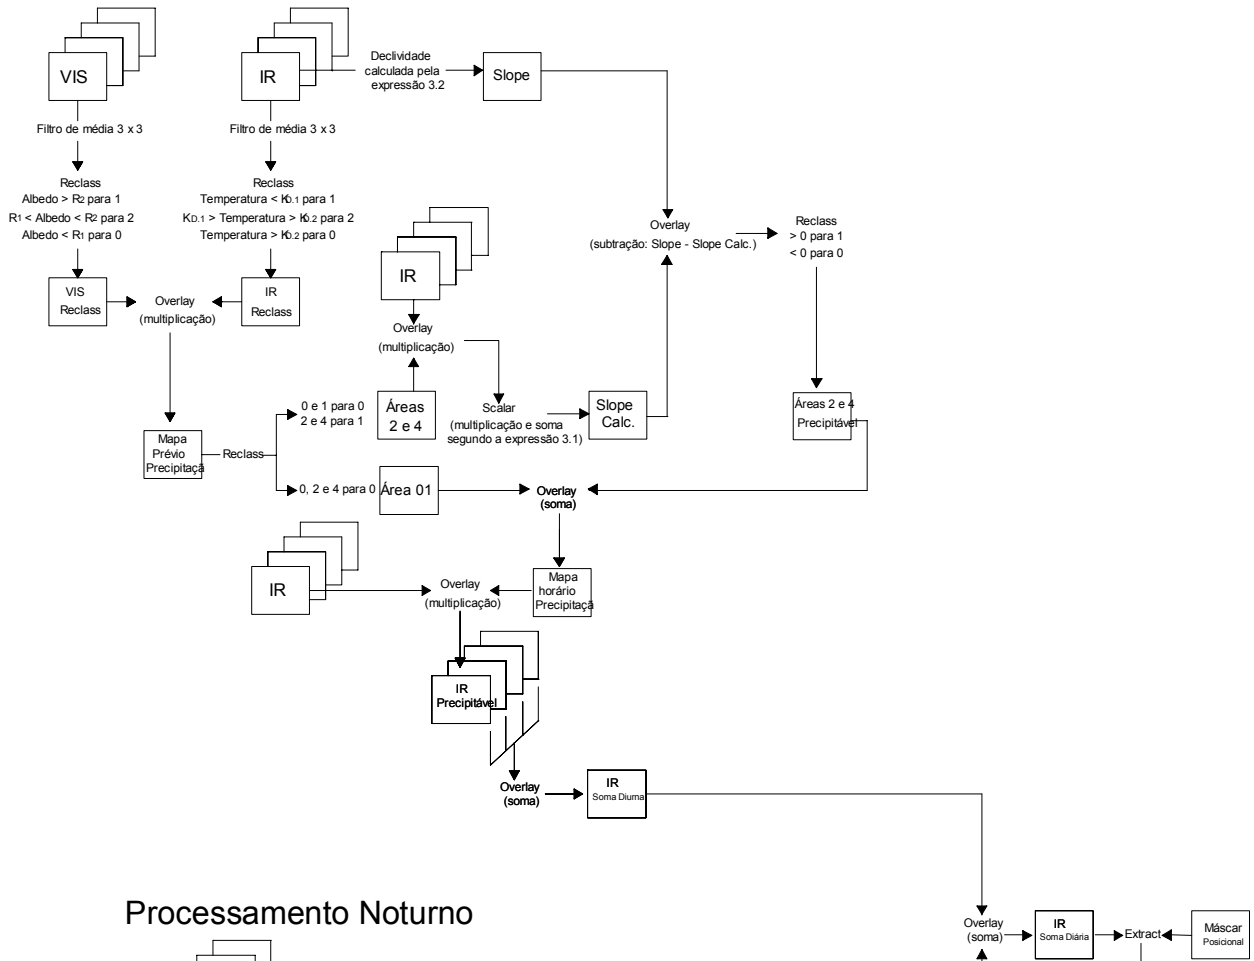 VIS
IR
Declividade
calculada pela
expressão 3.2
Slope
Filtro de média 3 x 3
Filtro de média 3 x 3
Reclass
Albedo > R2 para 1
R1 < Albedo < R2 para 2
Albedo < R1 para 0
Reclass
Temperatura < KD.1 para 1
KD.1 > Temperatura > KD.2 para 2
Temperatura > KD.2 para 0
Overlay
(subtração: Slope - Slope Calc.)
Reclass
> 0 para 1
< 0 para 0
IR
VIS
Reclass
Overlay
(multiplicação)
IR
Reclass
Overlay
(multiplicação)
0 e 1 para 0
2 e 4 para 1
Áreas
2 e 4
Scalar
(multiplicação e soma
segundo a expressão 3.1)
Slope
Calc.
Áreas 2 e 4
Precipitável
Mapa
Prévio
Precipitaçã
Reclass
0, 2 e 4 para 0
Área 01
Overlay
(soma)
IR
Overlay
(multiplicação)
Mapa
horário
Precipitaçã
IR
Precipitável
Overlay
(soma)
IR
Soma Diurna
Processamento Noturno
Overlay
(soma)
IR
Soma Diária
Extract
Máscar
Posicional